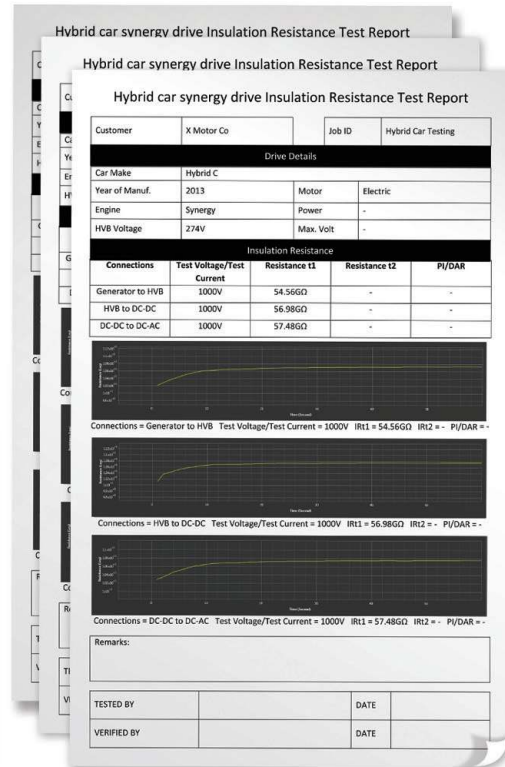 Hybrid car synergy drive Insulation Resistance Test Report
Hybrid car synergy drive Insulation Resistance Test Report
Hybrid car synergy drive Insulation Resistance Test Report
Customer X Motor Co Job ID Hybrid Car Testing
Drive Details
Car Make Hybrid C
Year of Manuf. 2013 Motor Electric
Engine Synergy Power -
HVB Voltage 274V Max. Volt -
Insulation Resistance
Connections Test Voltage/Test Resistance t1 Resistance t2 PI/DAR
Current
Generator to HVB 1000V 54.56GΩ - -
HVB to DC-DC 1000V 56.98GΩ - -
DC-DC to DC-AC 1000V 57.48GΩ - -
Connections = Generator to HVB Test Voltage/Test Current = 1000V IRt1 = 54.56GΩ IRt2 = - PI/DAR = -
Connections = HVB to DC-DC Test Voltage/Test Current = 1000V IRt1 = 56.98GΩ IRt2 = - PI/DAR = -
Connections = DC-DC to DC-AC Test Voltage/Test Current = 1000V IRt1 = 57.48GΩ IRt2 = - PI/DAR = -
Remarks:
TESTED BY DATE
VERIFIED BY DATE